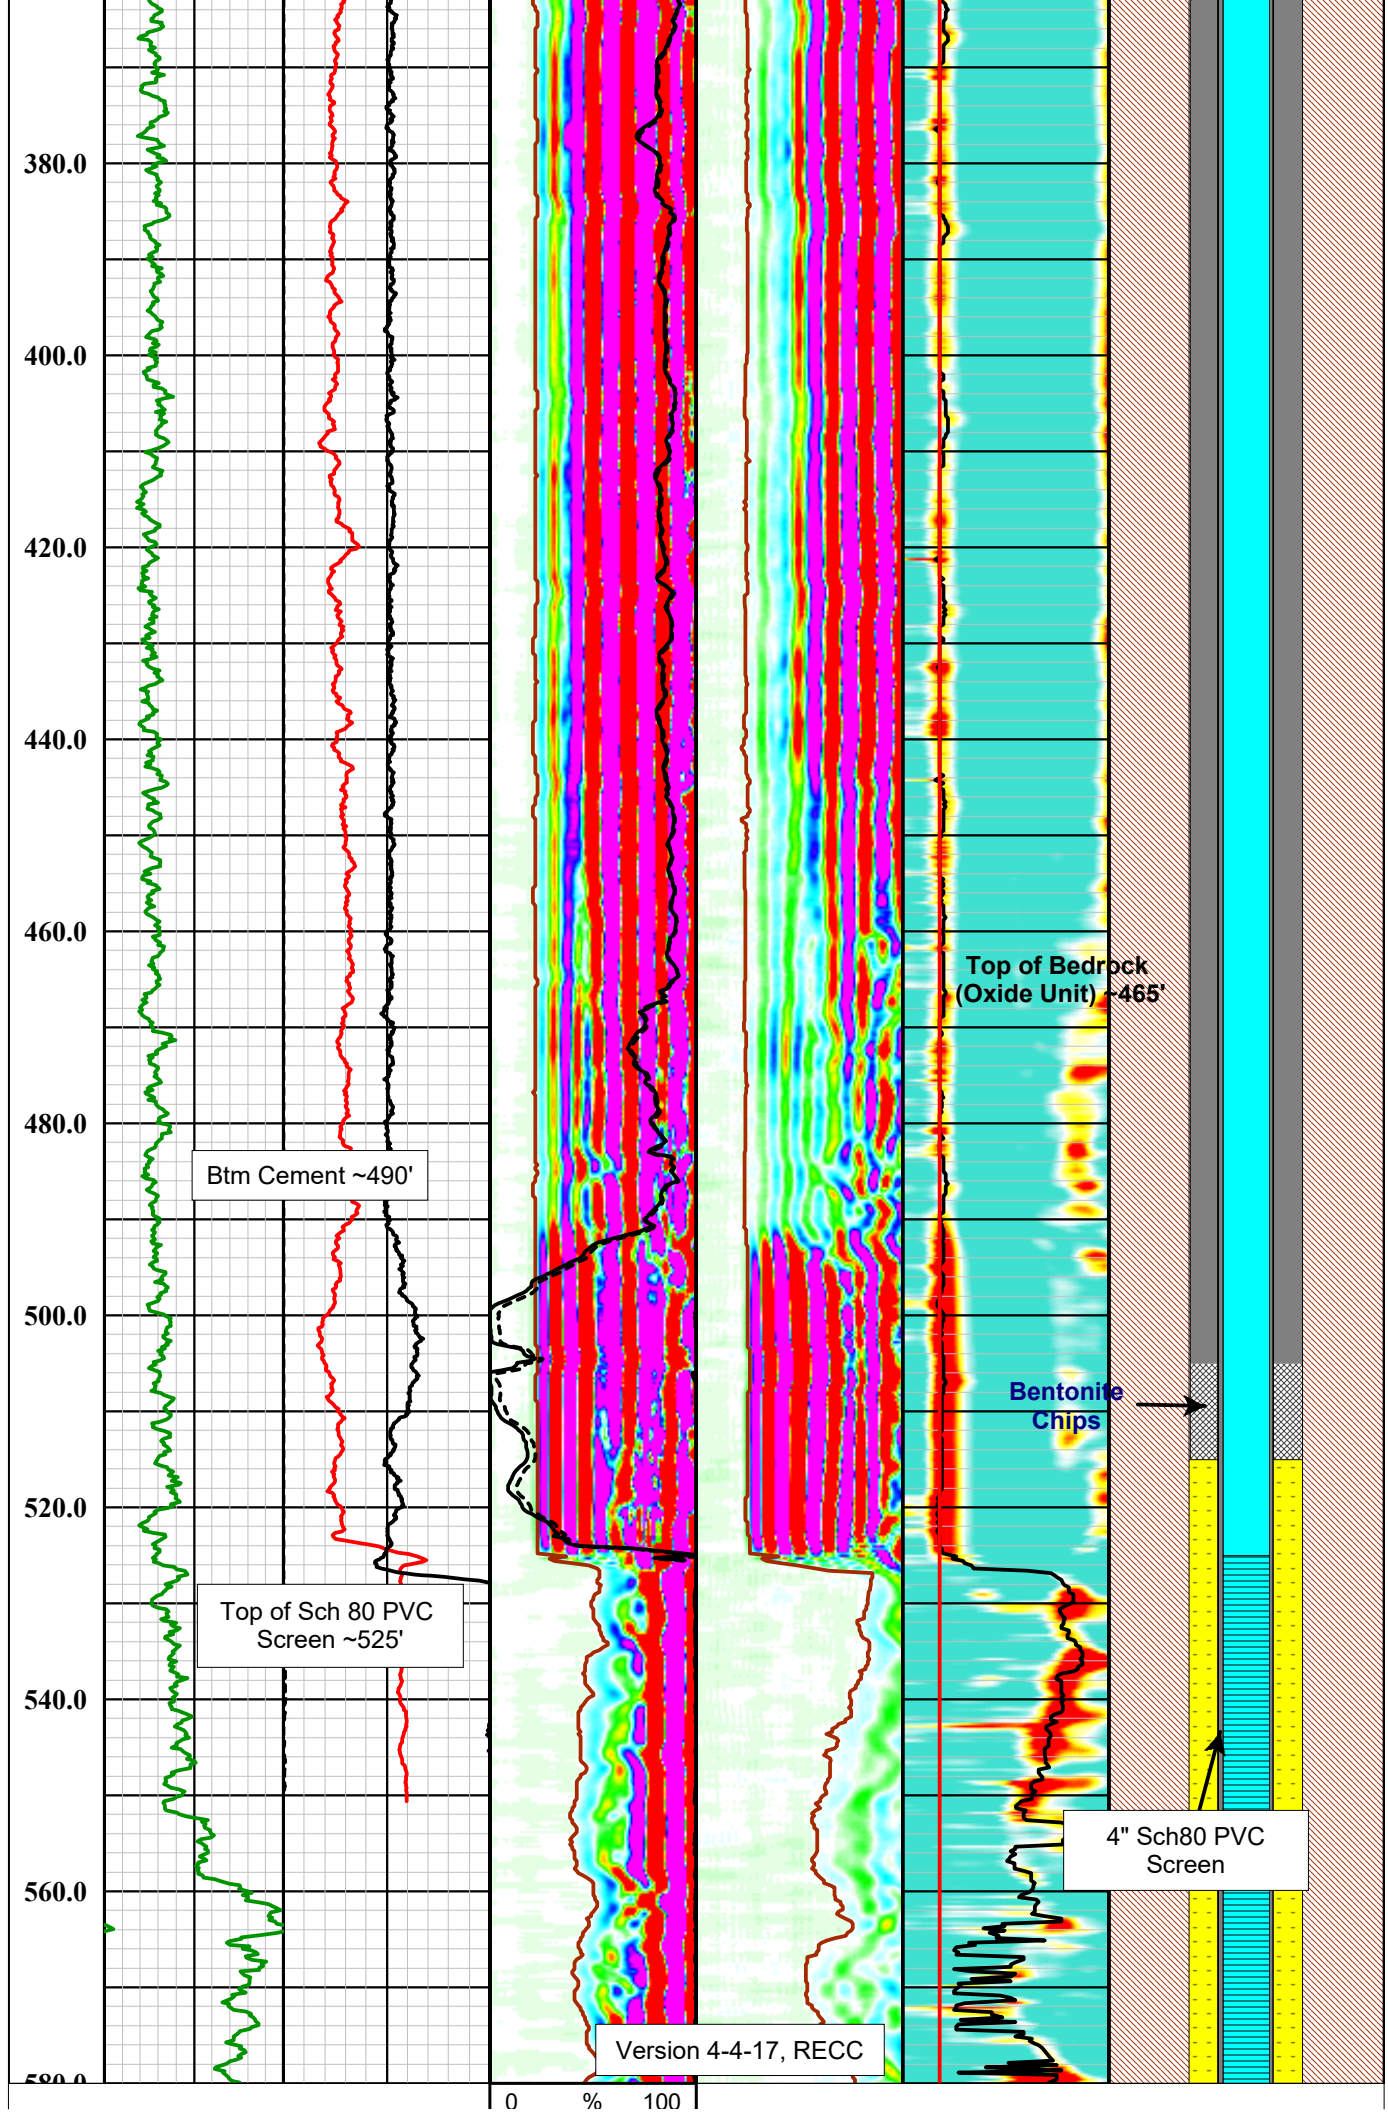 380.0
400.0
420.0
440.0
460.0
Top of Bedrock
(Oxide Unit) ~465'
480.0
Btm Cement ~490'
500.0
Bentonite
Chips
520.0
Top of Sch 80 PVC
Screen ~525'
540.0
4" Sch80 PVC
Screen
560.0
Version 4-4-17, RECC
580.0
0 % 100